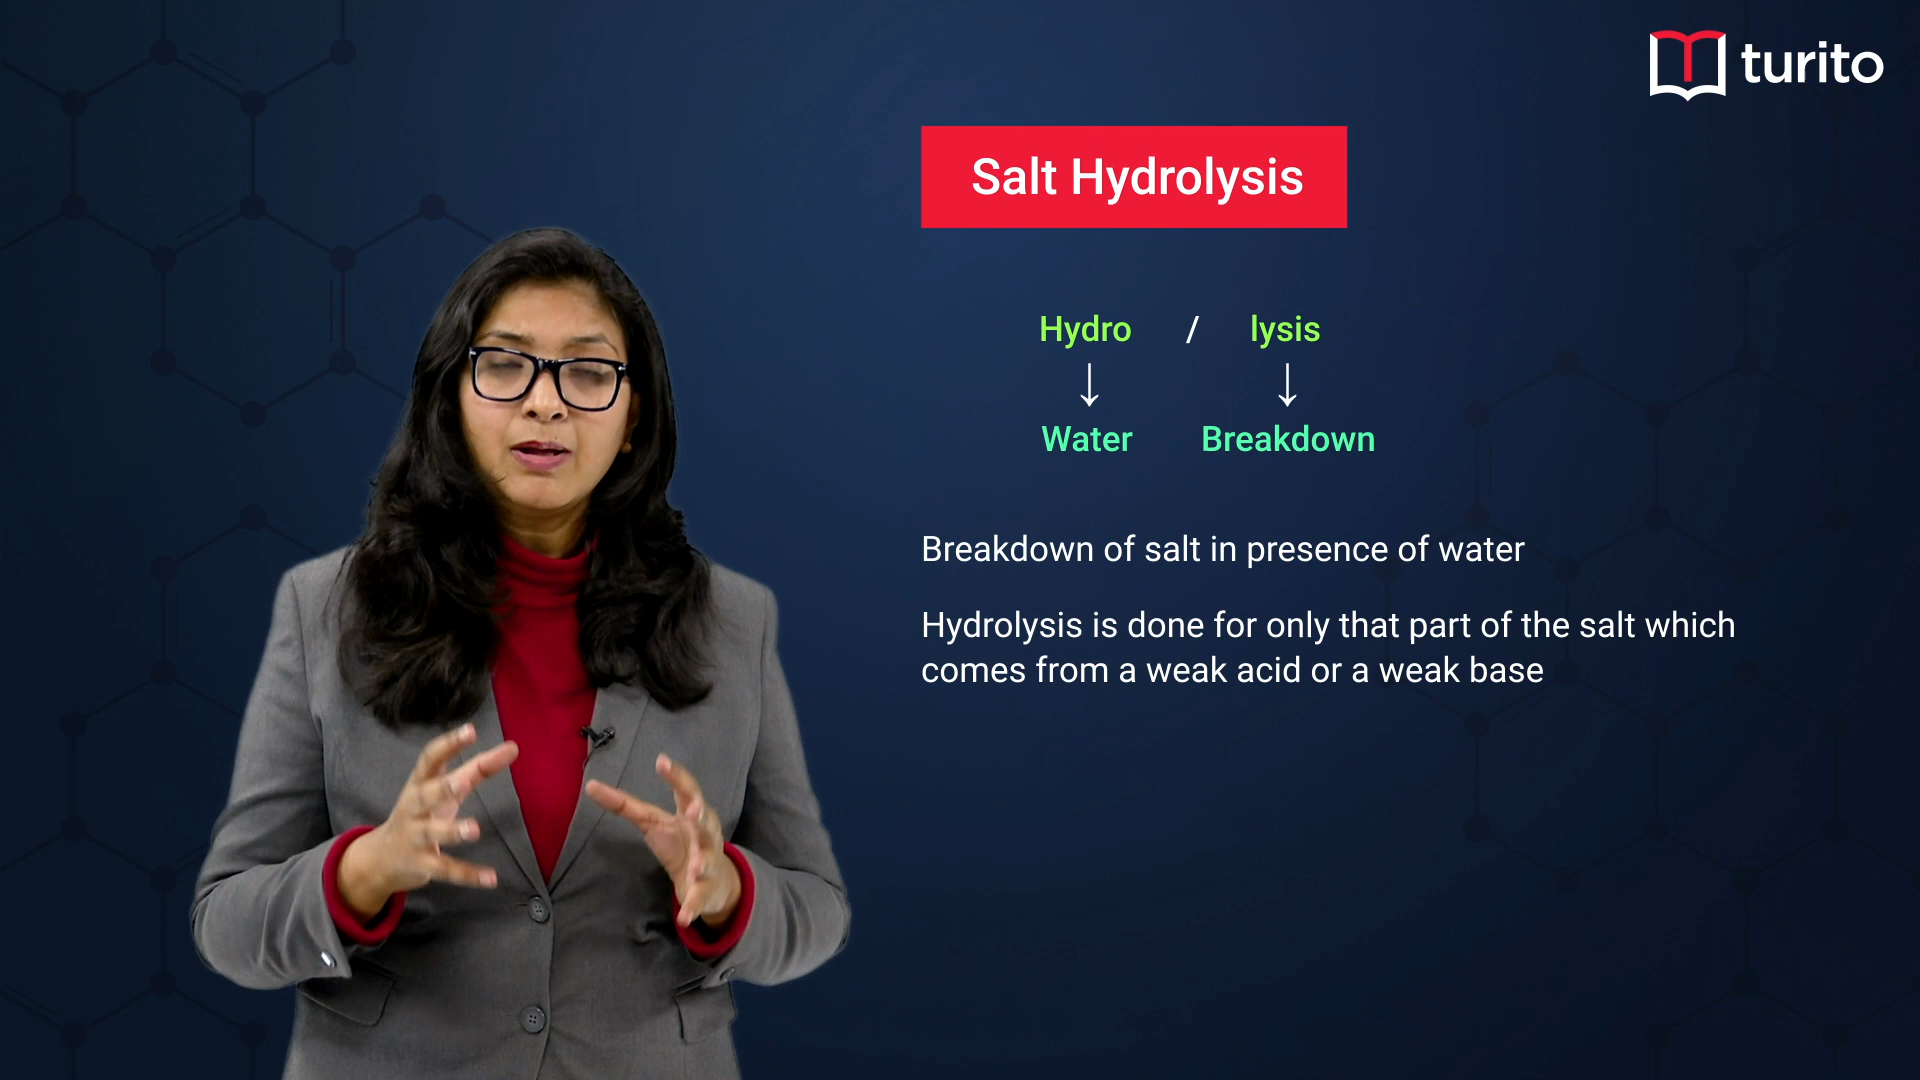 turito
Salt Hydrolysis
Hydro / lysis
↓ ↓
Water Breakdown
Breakdown of salt in presence of water
Hydrolysis is done for only that part of the salt which
comes from a weak acid or a weak base